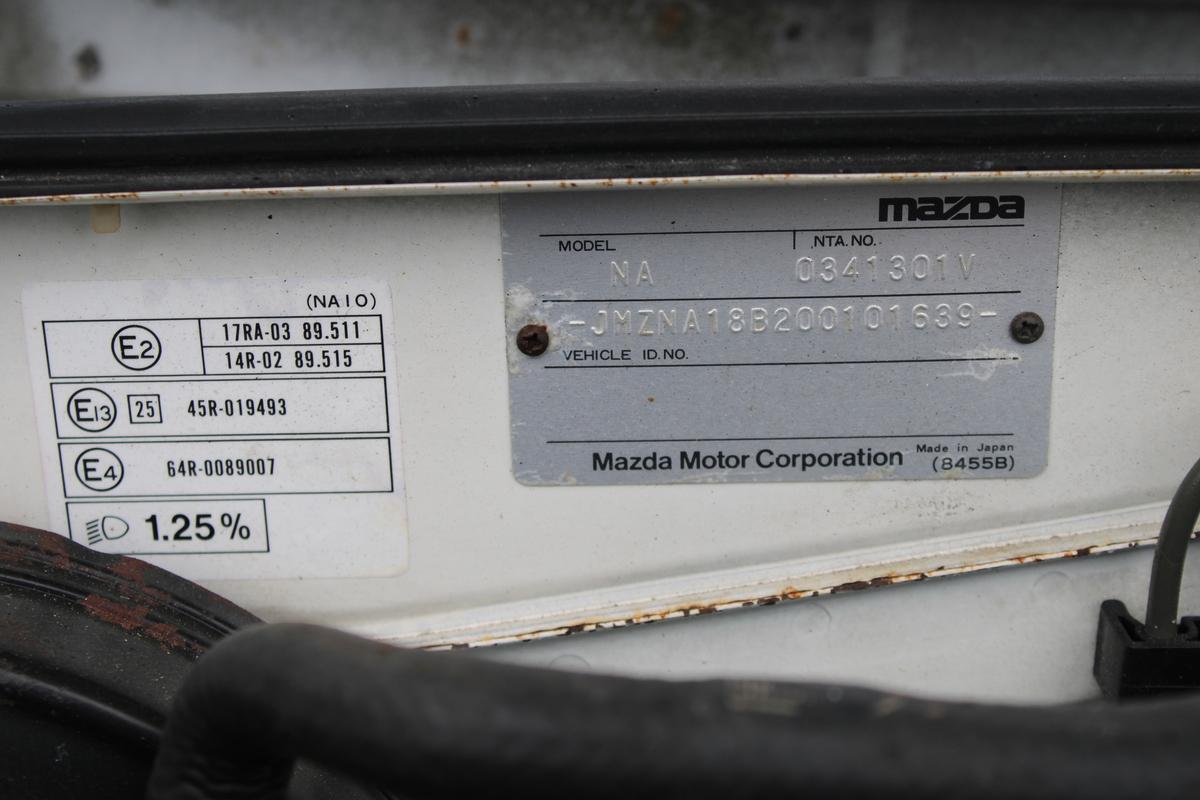 (NA10)
E2 17RA-03 89.511
14R-02 89.515
E13 25 45R-019493
E4 64R-0089007
1.25%
mazda
MODEL NTA.NO.
NA 0341301V
-JMZNA18B200101639-
VEHICLE ID.NO.
Mazda Motor Corporation
Made in Japan
(8455B)